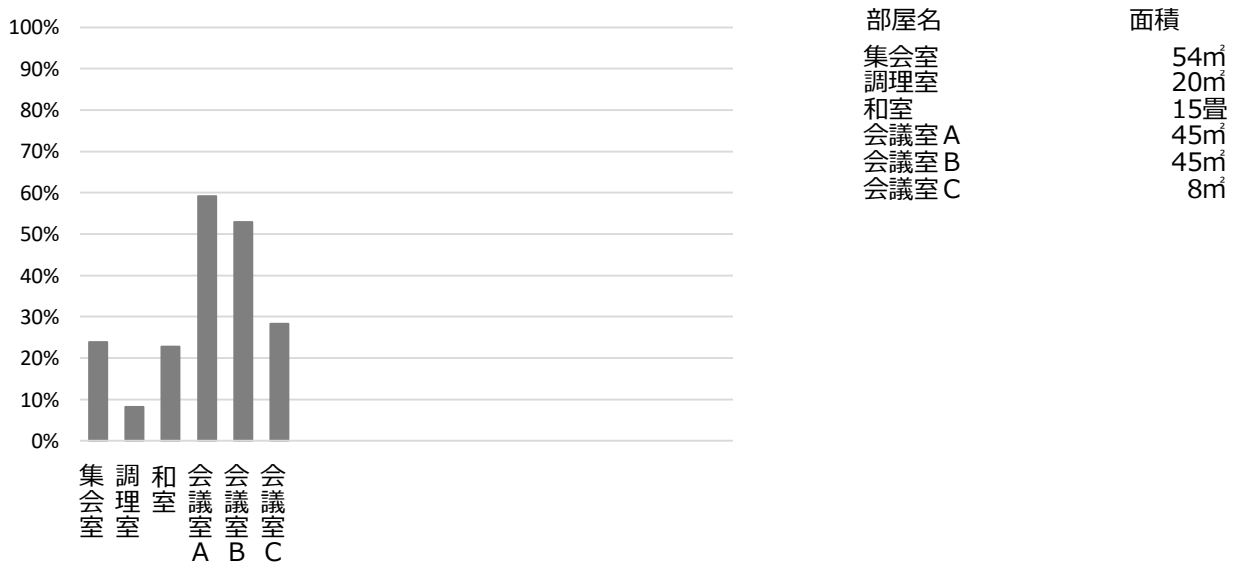 100%
90%
80%
70%
60%
50%
40%
30%
20%
10%
0%
集会室
調理室
和室
会議室A
会議室B
会議室C
部屋名 面積
集会室 54㎡
調理室 20㎡
和室 15畳
会議室A 45㎡
会議室B 45㎡
会議室C 8㎡